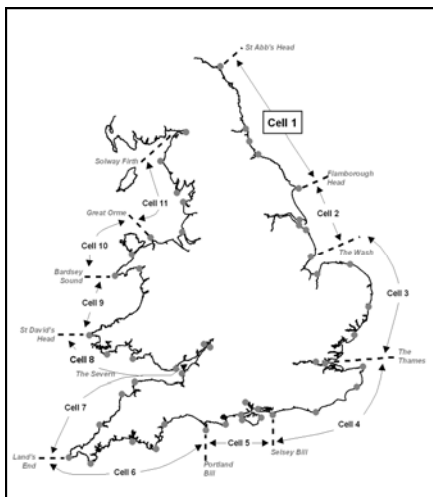 St Abb's Head
Cell 1
Solway Firth
Flamborough
Head
Cell 11
Great Orme
Cell 2
Cell 10
The Wash
Bardsey
Sound
Cell 9
Cell 3
St David's
Head
Cell 8
The Severn
The
Thames
Cell 7
Cell 4
Land's
End
Cell 6
Cell 5
Portland
Bill
Selsey Bill